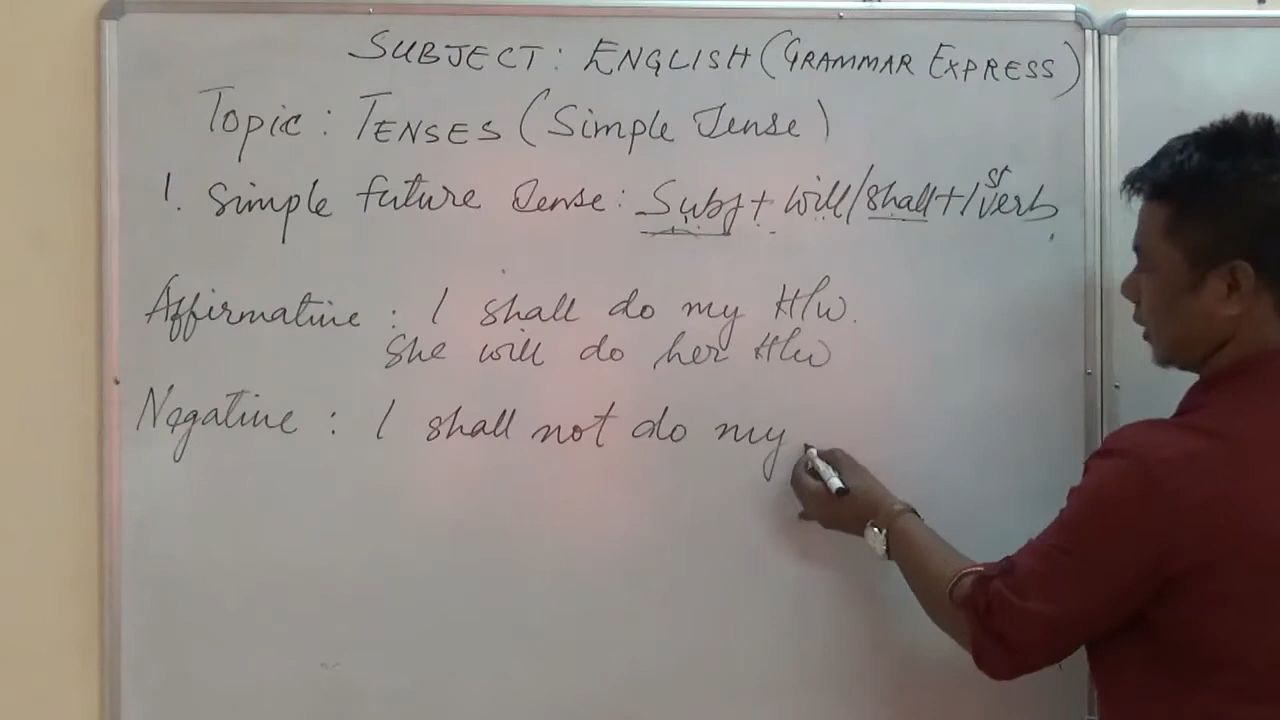 SUBJECT: ENGLISH (GRAMMAR EXPRESS)
Topic: TENSES (Simple Tense)
1. Simple future Tense: Subj + will/shall + 1st verb
Affirmative: I shall do my H/w.
She will do her H/w
Negative: I shall not do my